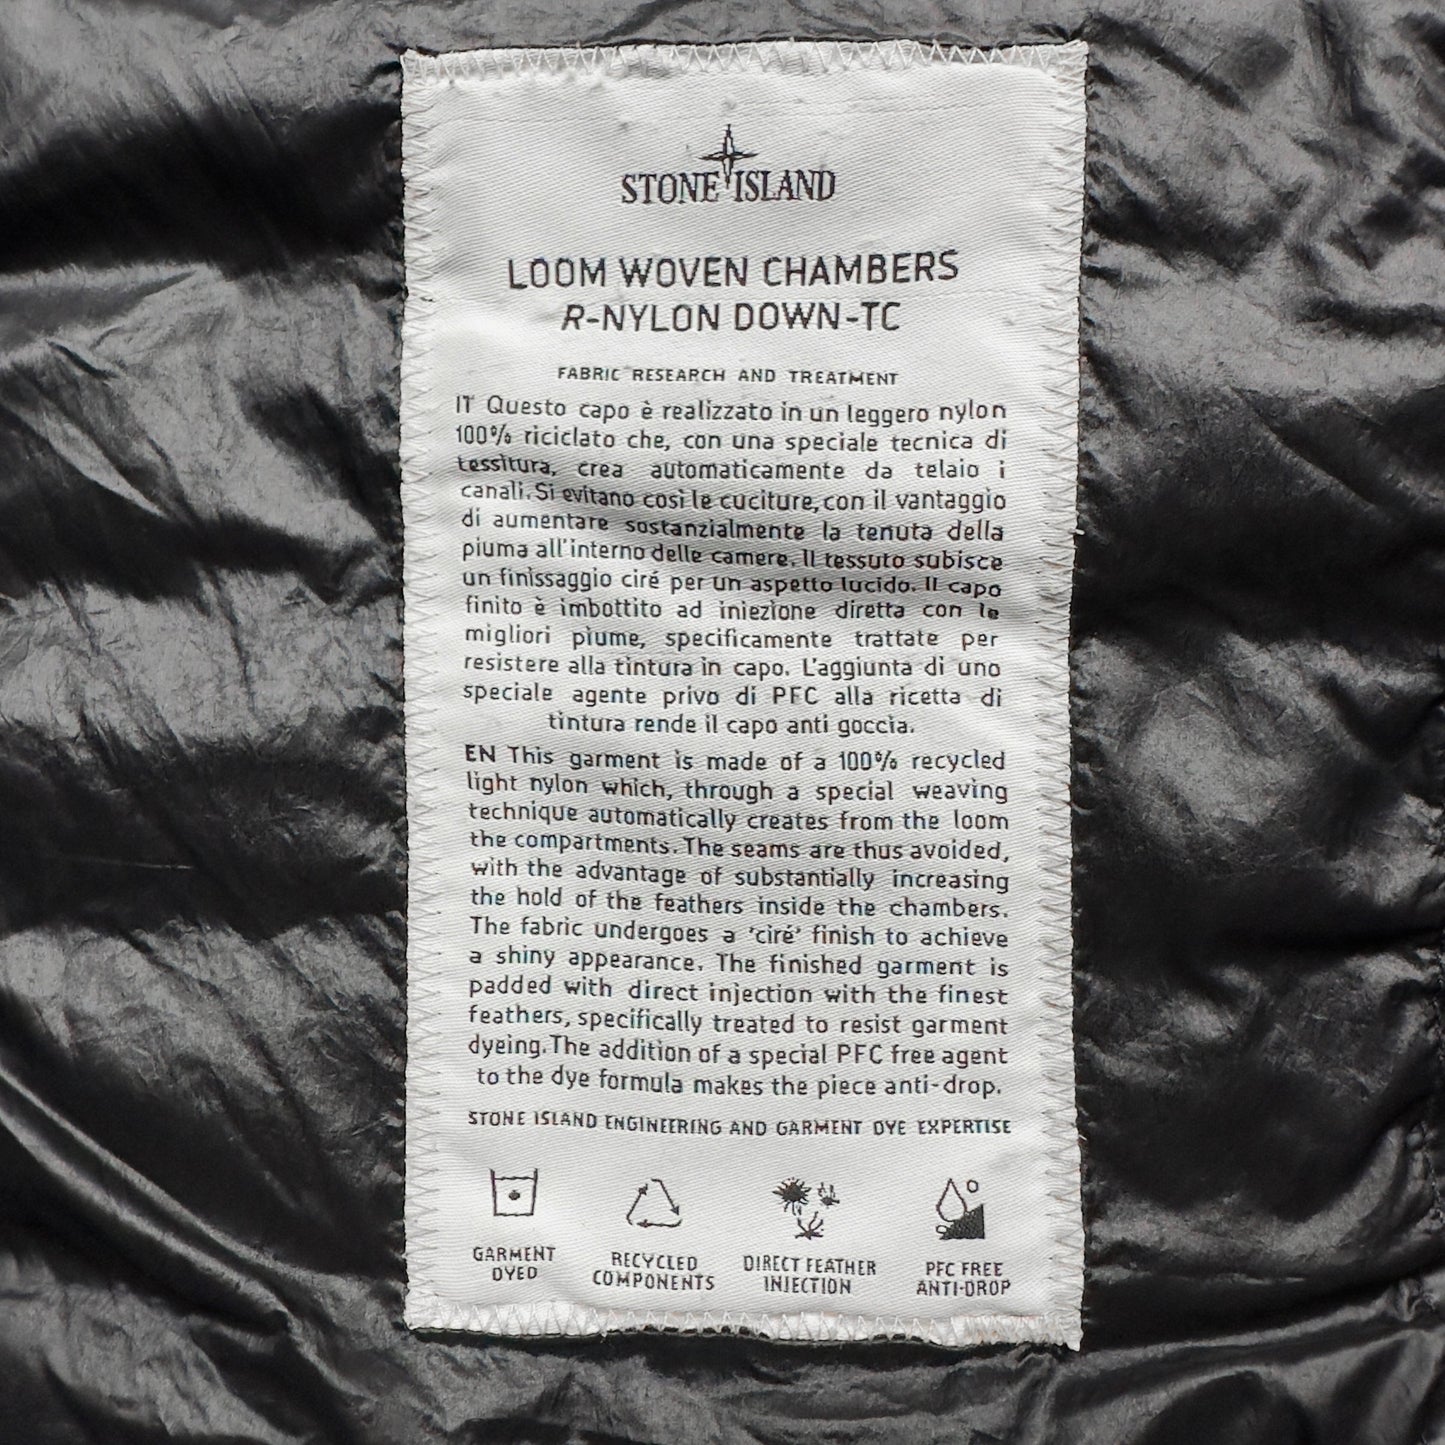 STONE ISLAND
LOOM WOVEN CHAMBERS
R-NYLON DOWN-TC
FABRIC RESEARCH AND TREATMENT
IT Questo capo è realizzato in un leggero nylon
100% riciclato che, con una speciale tecnica di
tessitura, crea automaticamente da telaio i
canali. Si evitano così le cuciture, con il vantaggio
di aumentare sostanzialmente la tenuta della
piuma all'interno delle camere. Il tessuto subisce
un finissaggio ciré per un aspetto lucido. Il capo
finito è imbottito ad iniezione diretta con le
migliori piume, specificamente trattate per
resistere alla tintura in capo. L'aggiunta di uno
speciale agente privo di PFC alla ricetta di
tintura rende il capo anti goccia.
EN This garment is made of a 100% recycled
light nylon which, through a special weaving
technique automatically creates from the loom
the compartments. The seams are thus avoided,
with the advantage of substantially increasing
the hold of the feathers inside the chambers.
The fabric undergoes a 'ciré' finish to achieve
a shiny appearance. The finished garment is
padded with direct injection with the finest
feathers, specifically treated to resist garment
dyeing. The addition of a special PFC free agent
to the dye formula makes the piece anti-drop.
STONE ISLAND ENGINEERING AND GARMENT DYE EXPERTISE
GARMENT
DYED
RECYCLED
COMPONENTS
DIRECT FEATHER
INJECTION
PFC FREE
ANTI-DROP